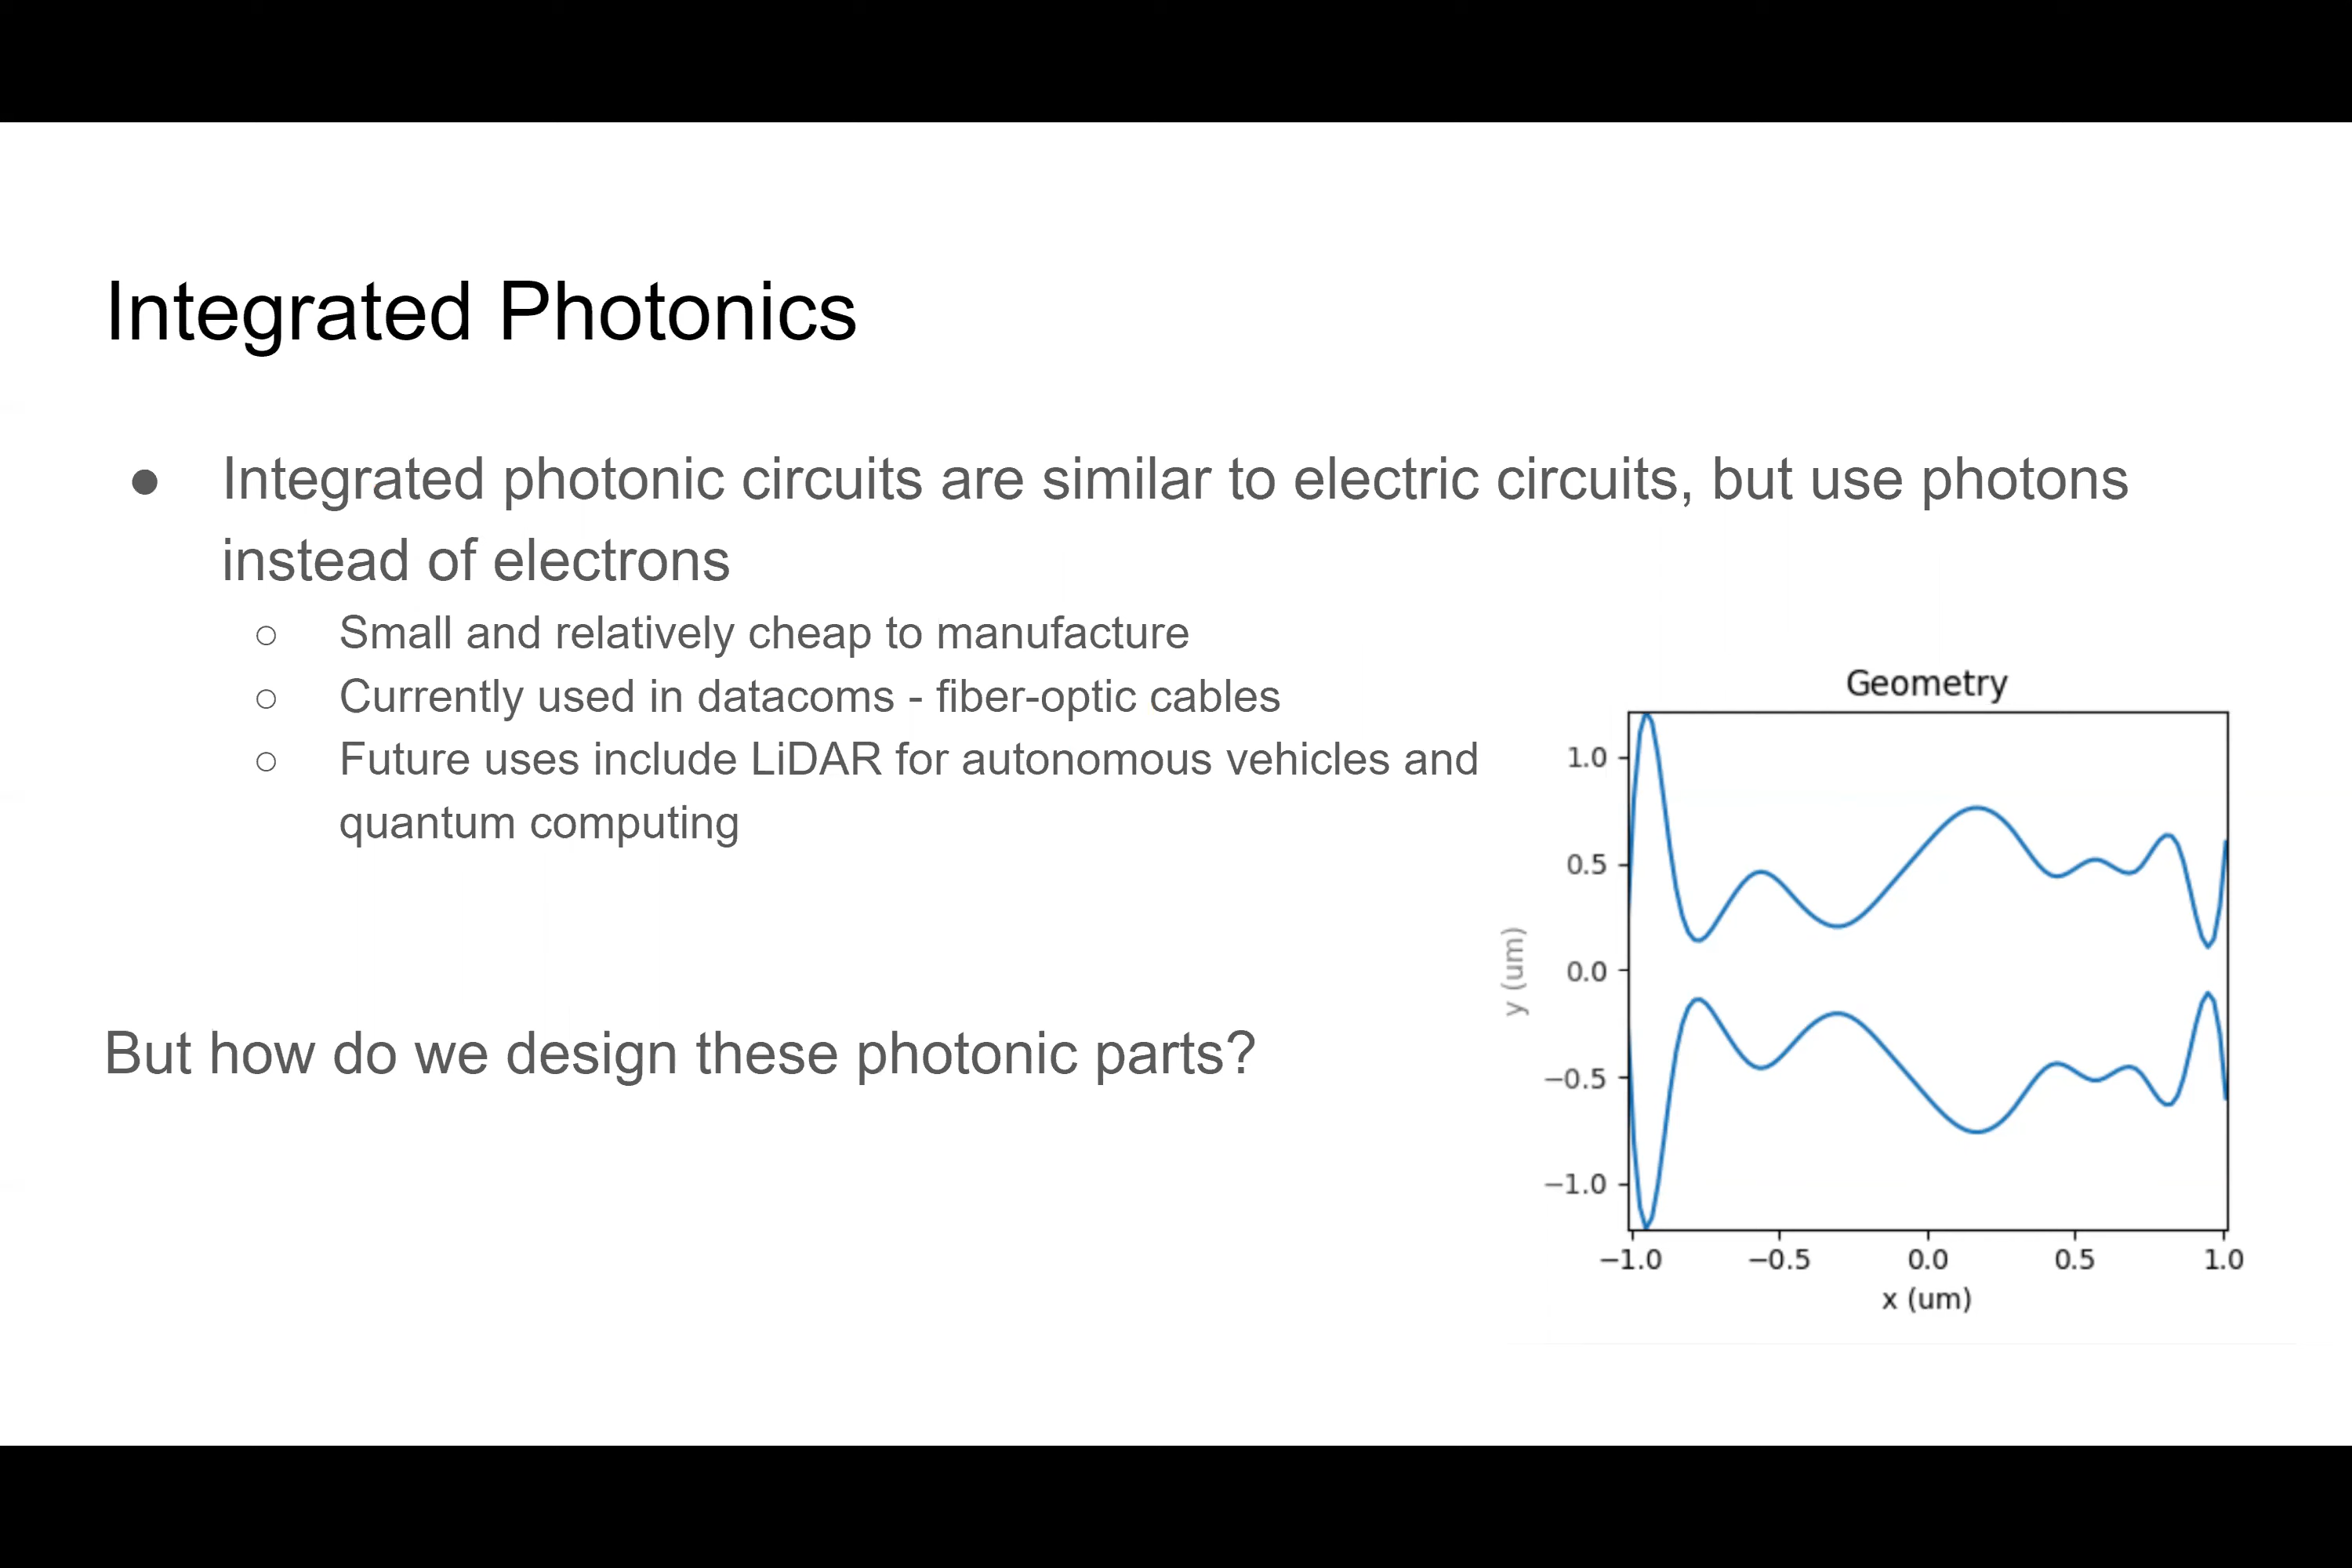 Integrated Photonics
● Integrated photonic circuits are similar to electric circuits, but use photons
instead of electrons
○ Small and relatively cheap to manufacture
○ Currently used in datacoms - fiber-optic cables
○ Future uses include LiDAR for autonomous vehicles and
quantum computing
But how do we design these photonic parts?
Geometry
1.0
0.5
0.0
−0.5
−1.0
y (um)
−1.0 −0.5 0.0 0.5 1.0
x (um)